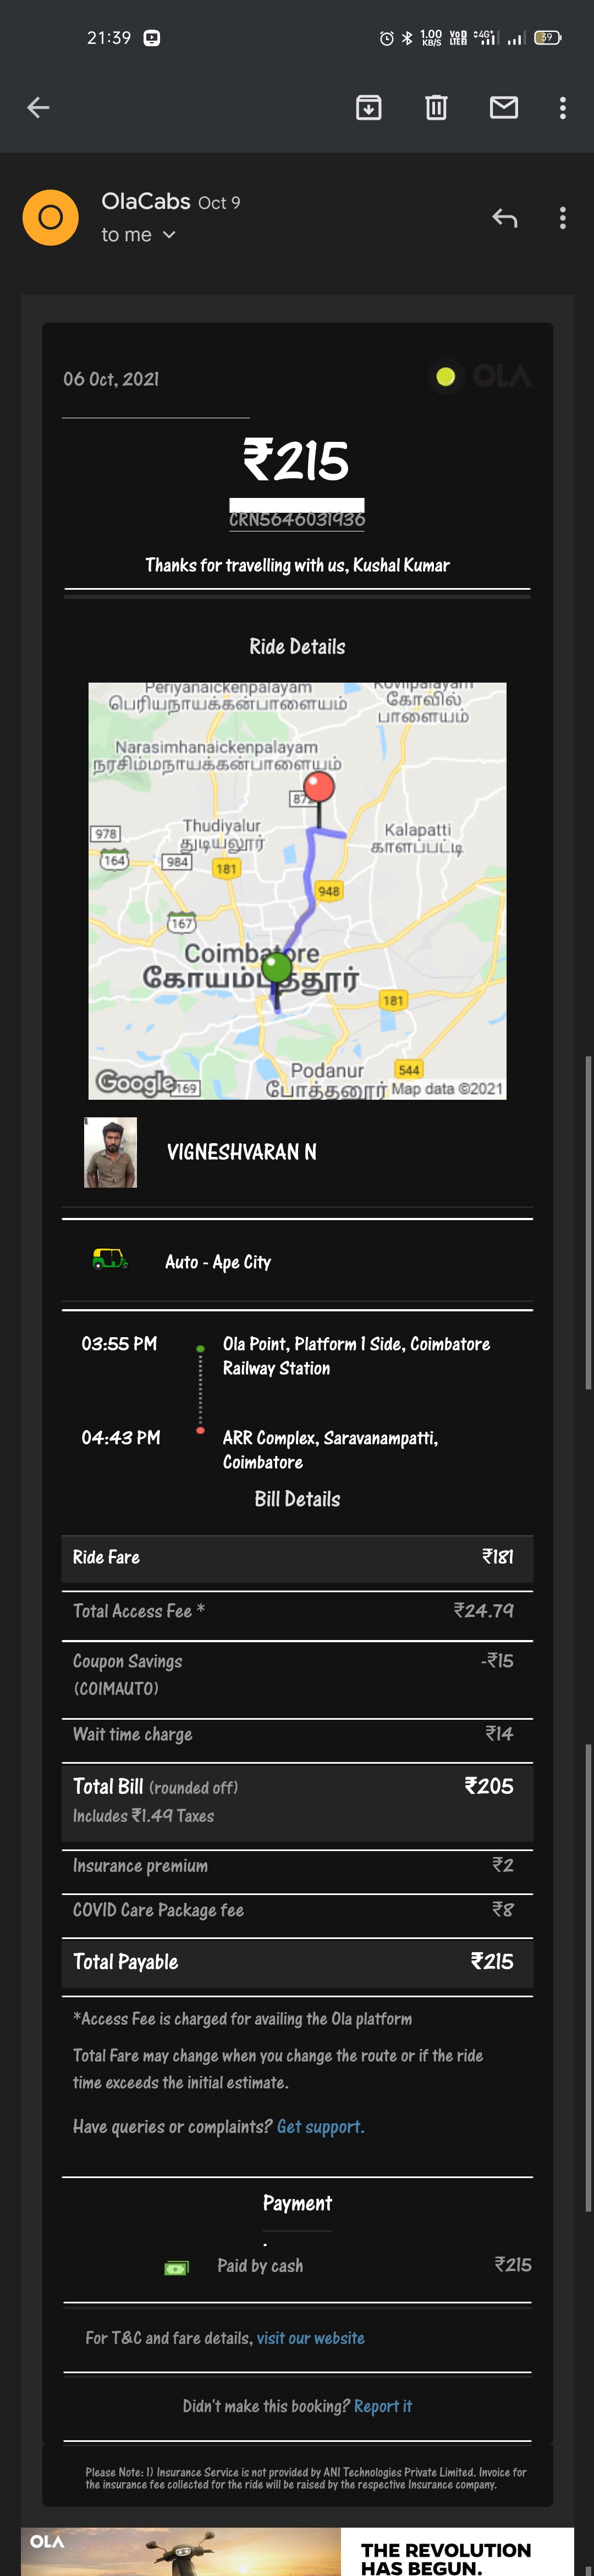 21:39
1.00
KB/S
VoD
LTE2
4G+
39
O
OlaCabs Oct 9
to me
06 Oct, 2021
OLA
₹215
CRN5646031936
Thanks for travelling with us, Kushal Kumar
Ride Details
Periyanaickenpalayam
பெரியநாயக்கன்பாளையம்
Kovilpalayam
கோவில்
பாளையம்
Narasimhanaickenpalayam
நரசிம்மநாயக்கன்பாளையம்
872
978
Thudiyalur
துடியலூர்
Kalapatti
காளப்பட்டி
164
984
181
948
167
Coimbatore
கோயம்புத்தூர்
181
Podanur
போத்தனூர்
544
Google
169
Map data ©2021
VIGNESHVARAN N
Auto - Ape City
03:55 PM
Ola Point, Platform 1 Side, Coimbatore
Railway Station
04:43 PM
ARR Complex, Saravanampatti,
Coimbatore
Bill Details
Ride Fare ₹181
Total Access Fee * ₹24.79
Coupon Savings -₹15
(COIMAUTO)
Wait time charge ₹14
Total Bill (rounded off) ₹205
Includes ₹1.49 Taxes
Insurance premium ₹2
COVID Care Package fee ₹8
Total Payable ₹215
*Access Fee is charged for availing the Ola platform
Total Fare may change when you change the route or if the ride
time exceeds the initial estimate.
Have queries or complaints? Get support.
Payment
Paid by cash ₹215
For T&C and fare details, visit our website
Didn't make this booking? Report it
Please Note: 1) Insurance Service is not provided by ANI Technologies Private Limited. Invoice for
the insurance fee collected for the ride will be raised by the respective Insurance company.
OLA
THE REVOLUTION
HAS BEGUN.